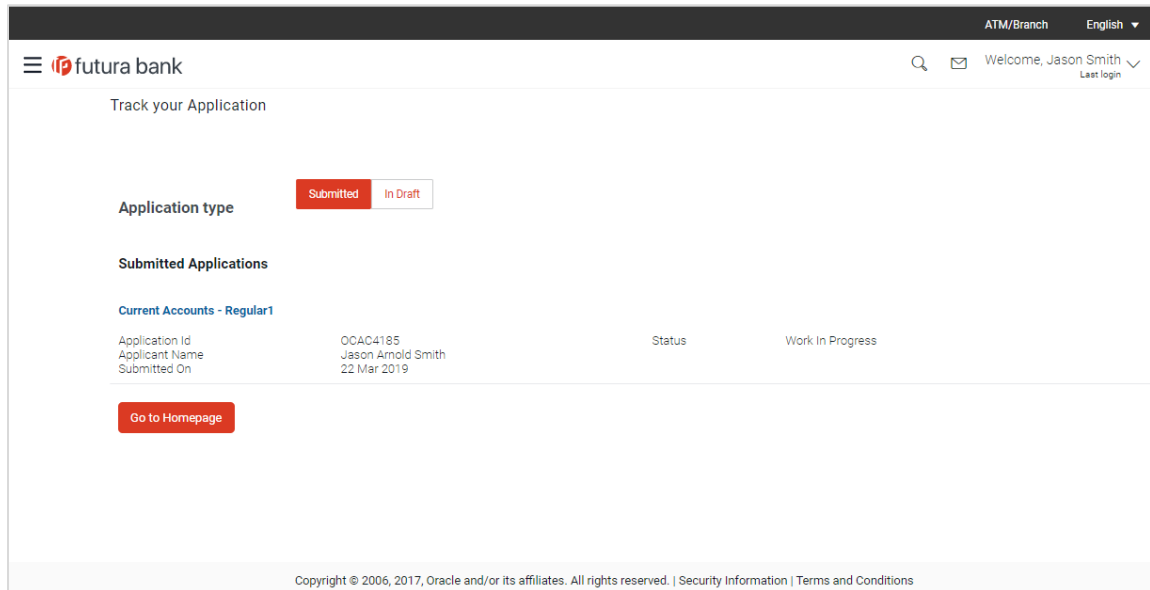 ATM/Branch English
futura bank
Welcome, Jason Smith
Last login
Track your Application
Application type
Submitted In Draft
Submitted Applications
Current Accounts - Regular1
Application Id OCAC4185 Status Work In Progress
Applicant Name Jason Arnold Smith
Submitted On 22 Mar 2019
Go to Homepage
Copyright © 2006, 2017, Oracle and/or its affiliates. All rights reserved. | Security Information | Terms and Conditions